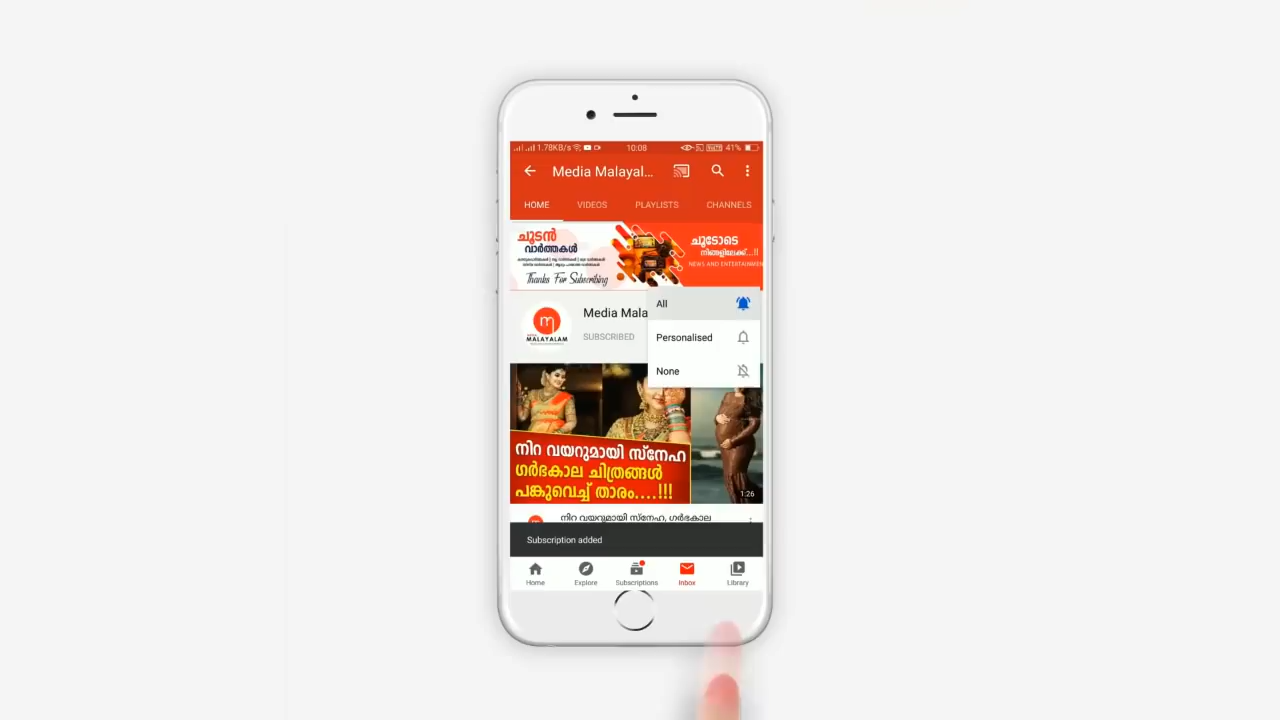 1.78KB/s 10:08 41%
Media Malayal...
HOME VIDEOS PLAYLISTS CHANNELS
ചൂടൻ
വാർത്തകൾ
Thanks For Subscribing
ചൂടോടെ
നിങ്ങളിലേക്ക്...!!
NEWS AND ENTERTAINMEN
Media Mala
SUBSCRIBED
MALAYALAM
All
Personalised
None
നിറ വയറുമായി സ്നേഹ
ഗർഭകാല ചിത്രങ്ങൾ
പങ്കുവെച്ച് താരം....!!!
1:26
നിറ വയറുമായി സ്നേഹ, ഗർഭകാല
Subscription added
Home Explore Subscriptions Inbox Library